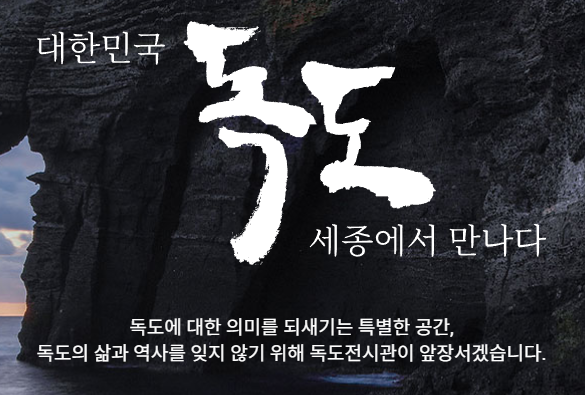 대한민국
독도
세종에서 만나다
독도에 대한 의미를 되새기는 특별한 공간,
독도의 삶과 역사를 잊지 않기 위해 독도전시관이 앞장서겠습니다.